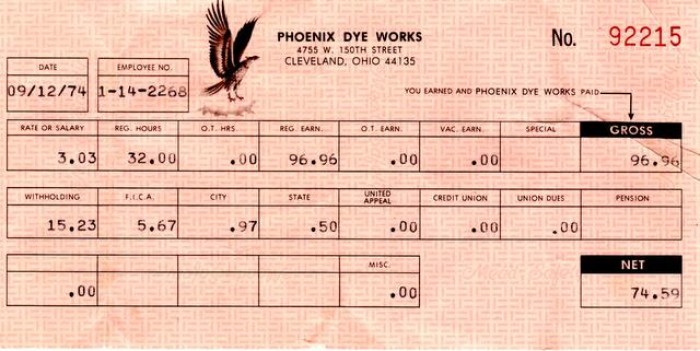 PHOENIX DYE WORKS
4755 W. 150TH STREET
CLEVELAND, OHIO 44135
No. 92215
DATE EMPLOYEE NO.
09/12/74 1-14-2268
YOU EARNED AND PHOENIX DYE WORKS PAID
RATE OR SALARY REG. HOURS O.T. HRS. REG. EARN. O.T. EARN. VAC. EARN. SPECIAL GROSS
3.03 32.00 .00 96.96 .00 .00 96.96
WITHHOLDING F.I.C.A. CITY STATE UNITED APPEAL CREDIT UNION UNION DUES PENSION
15.23 5.67 .97 .50 .00 .00 .00
MISC. NET
.00 .00 74.59